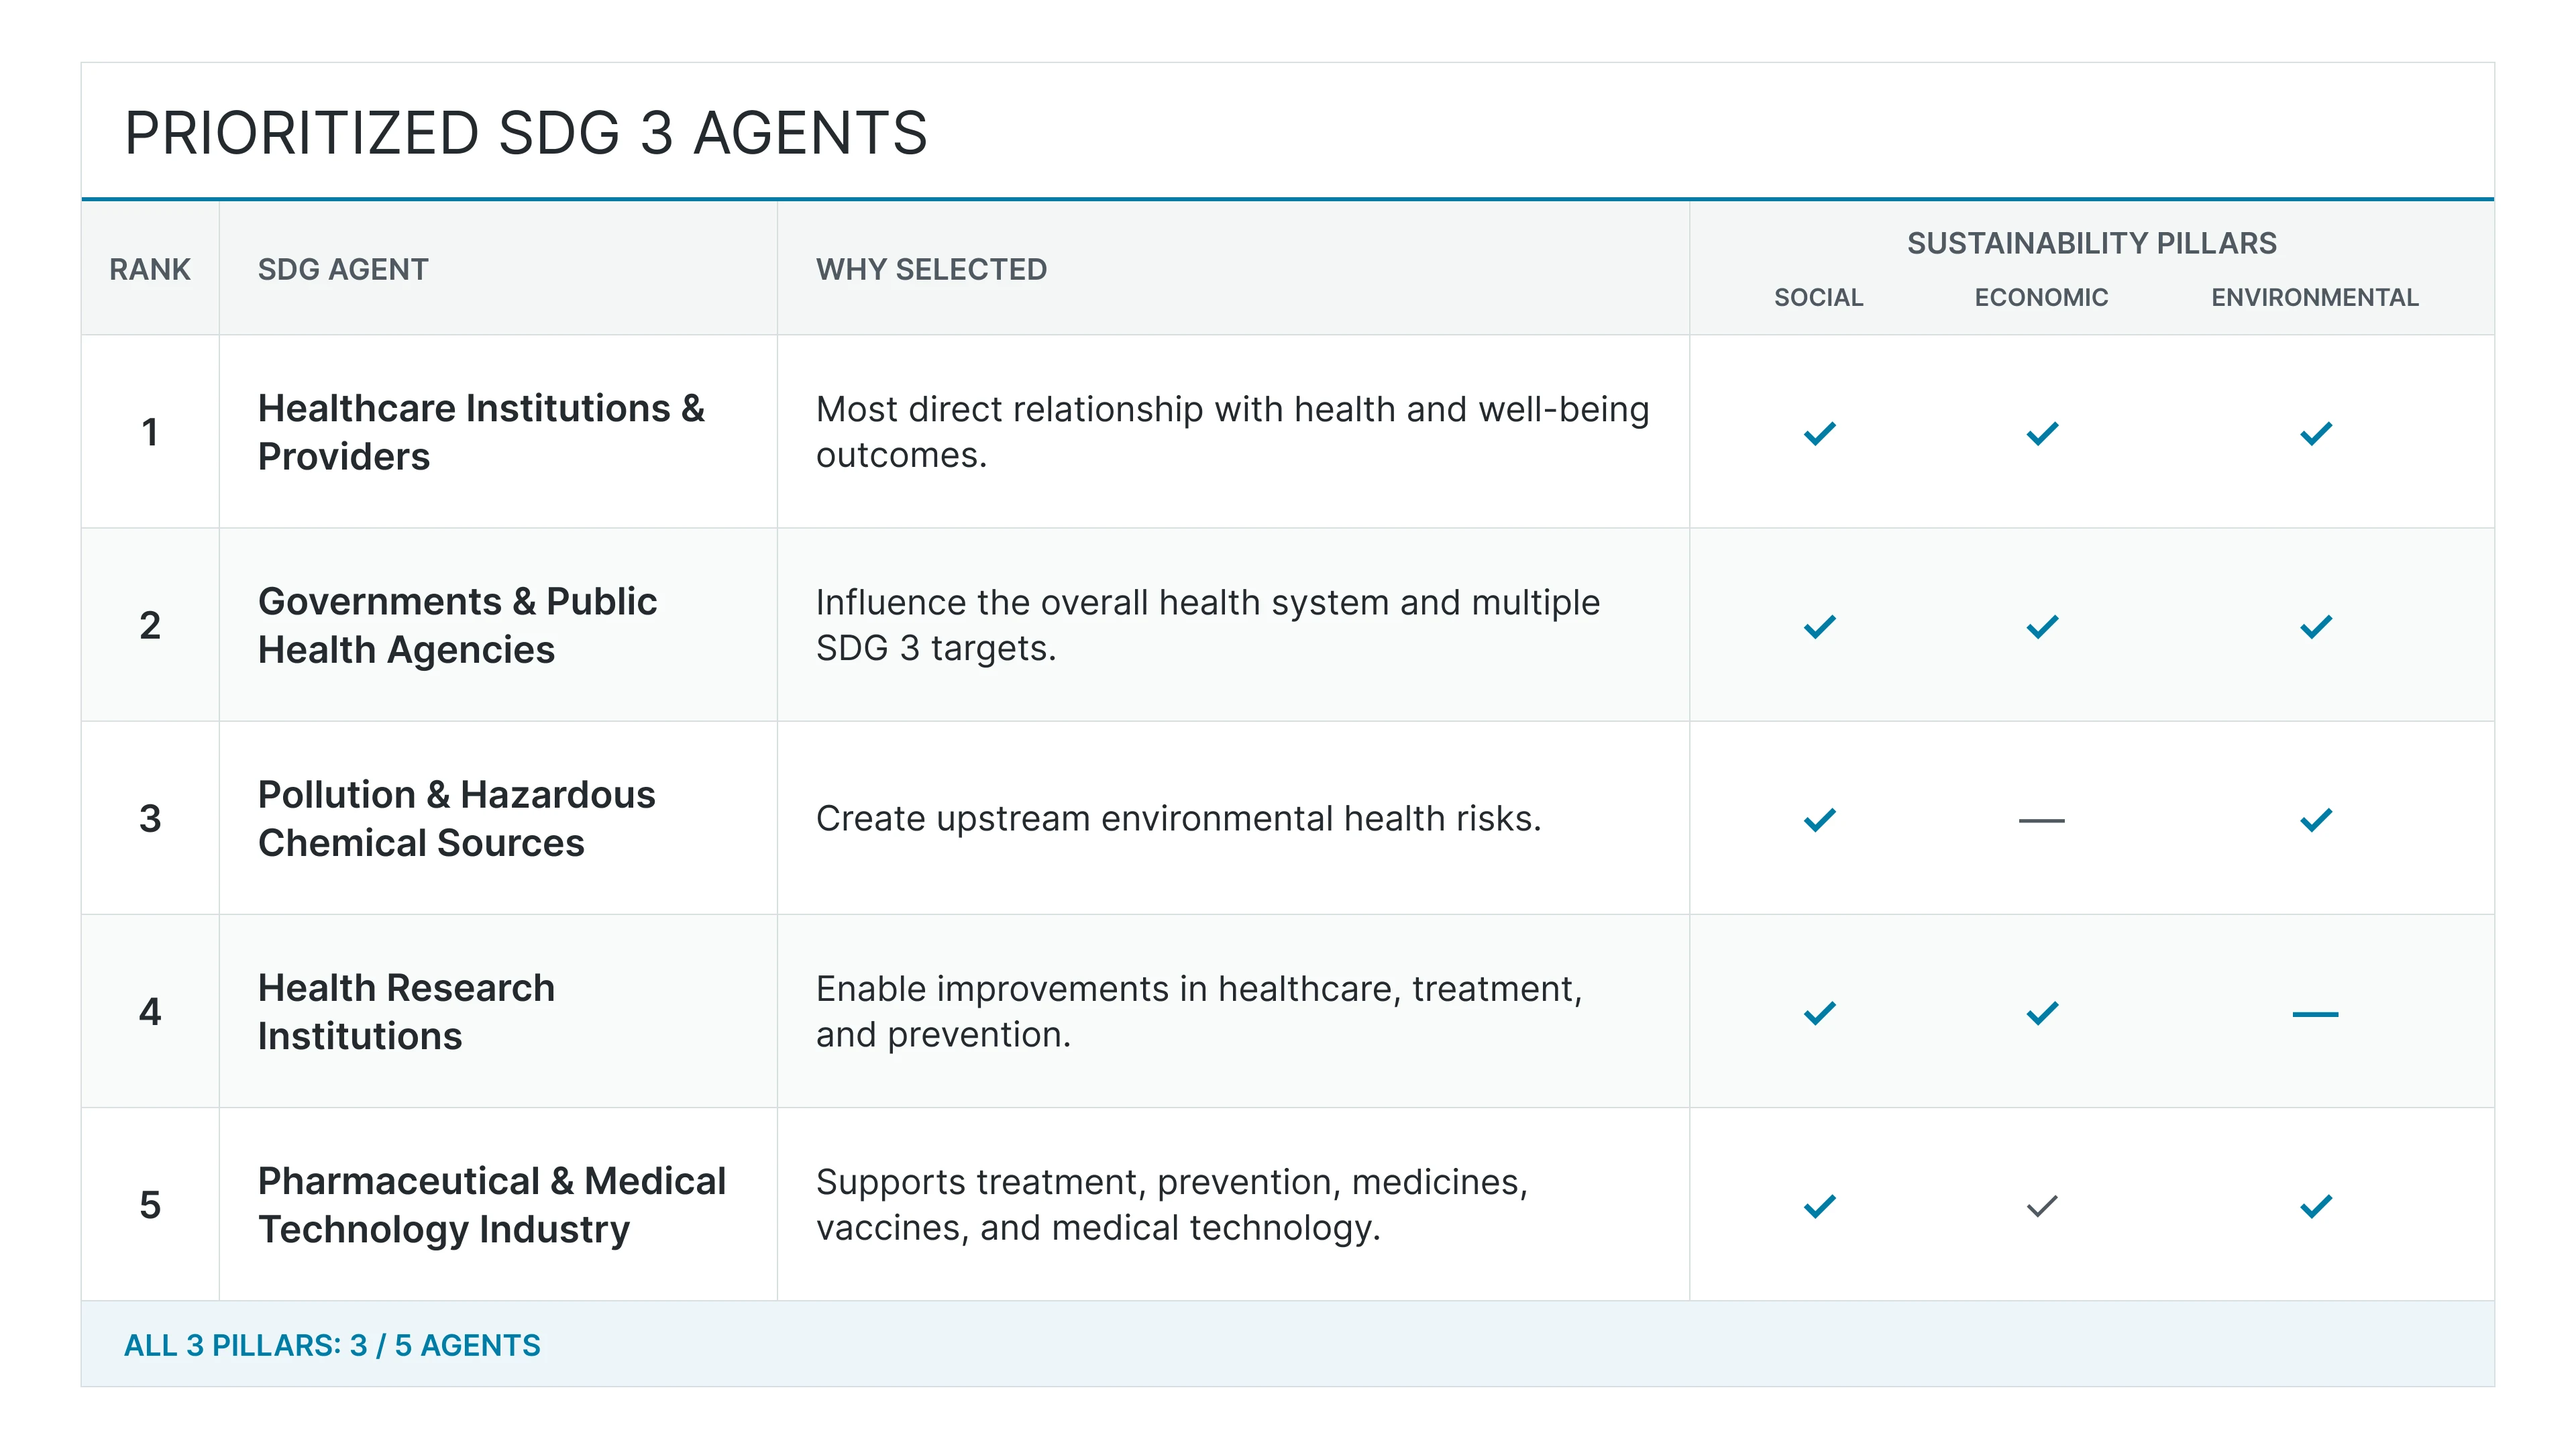 PRIORITIZED SDG 3 AGENTS
RANK
SDG AGENT
WHY SELECTED
SUSTAINABILITY PILLARS
SOCIAL
ECONOMIC
ENVIRONMENTAL
1
Healthcare Institutions &
Providers
Most direct relationship with health and well-being
outcomes.
✓ ✓ ✓
2
Governments & Public
Health Agencies
Influence the overall health system and multiple
SDG 3 targets.
✓ ✓ ✓
3
Pollution & Hazardous
Chemical Sources
Create upstream environmental health risks.
✓ — ✓
4
Health Research
Institutions
Enable improvements in healthcare, treatment,
and prevention.
✓ ✓ —
5
Pharmaceutical & Medical
Technology Industry
Supports treatment, prevention, medicines,
vaccines, and medical technology.
✓ ✓ ✓
ALL 3 PILLARS: 3 / 5 AGENTS